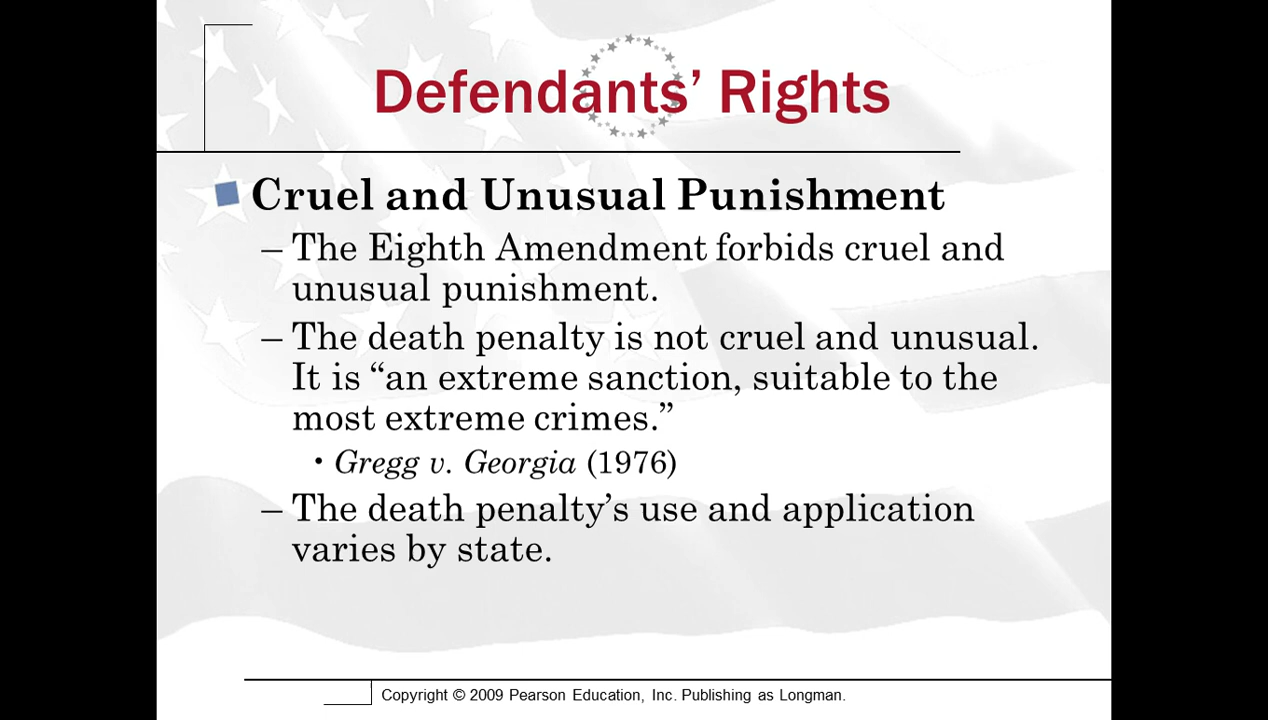 Defendants’ Rights
Cruel and Unusual Punishment
– The Eighth Amendment forbids cruel and
unusual punishment.
– The death penalty is not cruel and unusual.
It is “an extreme sanction, suitable to the
most extreme crimes.”
• Gregg v. Georgia (1976)
– The death penalty’s use and application
varies by state.
Copyright © 2009 Pearson Education, Inc. Publishing as Longman.